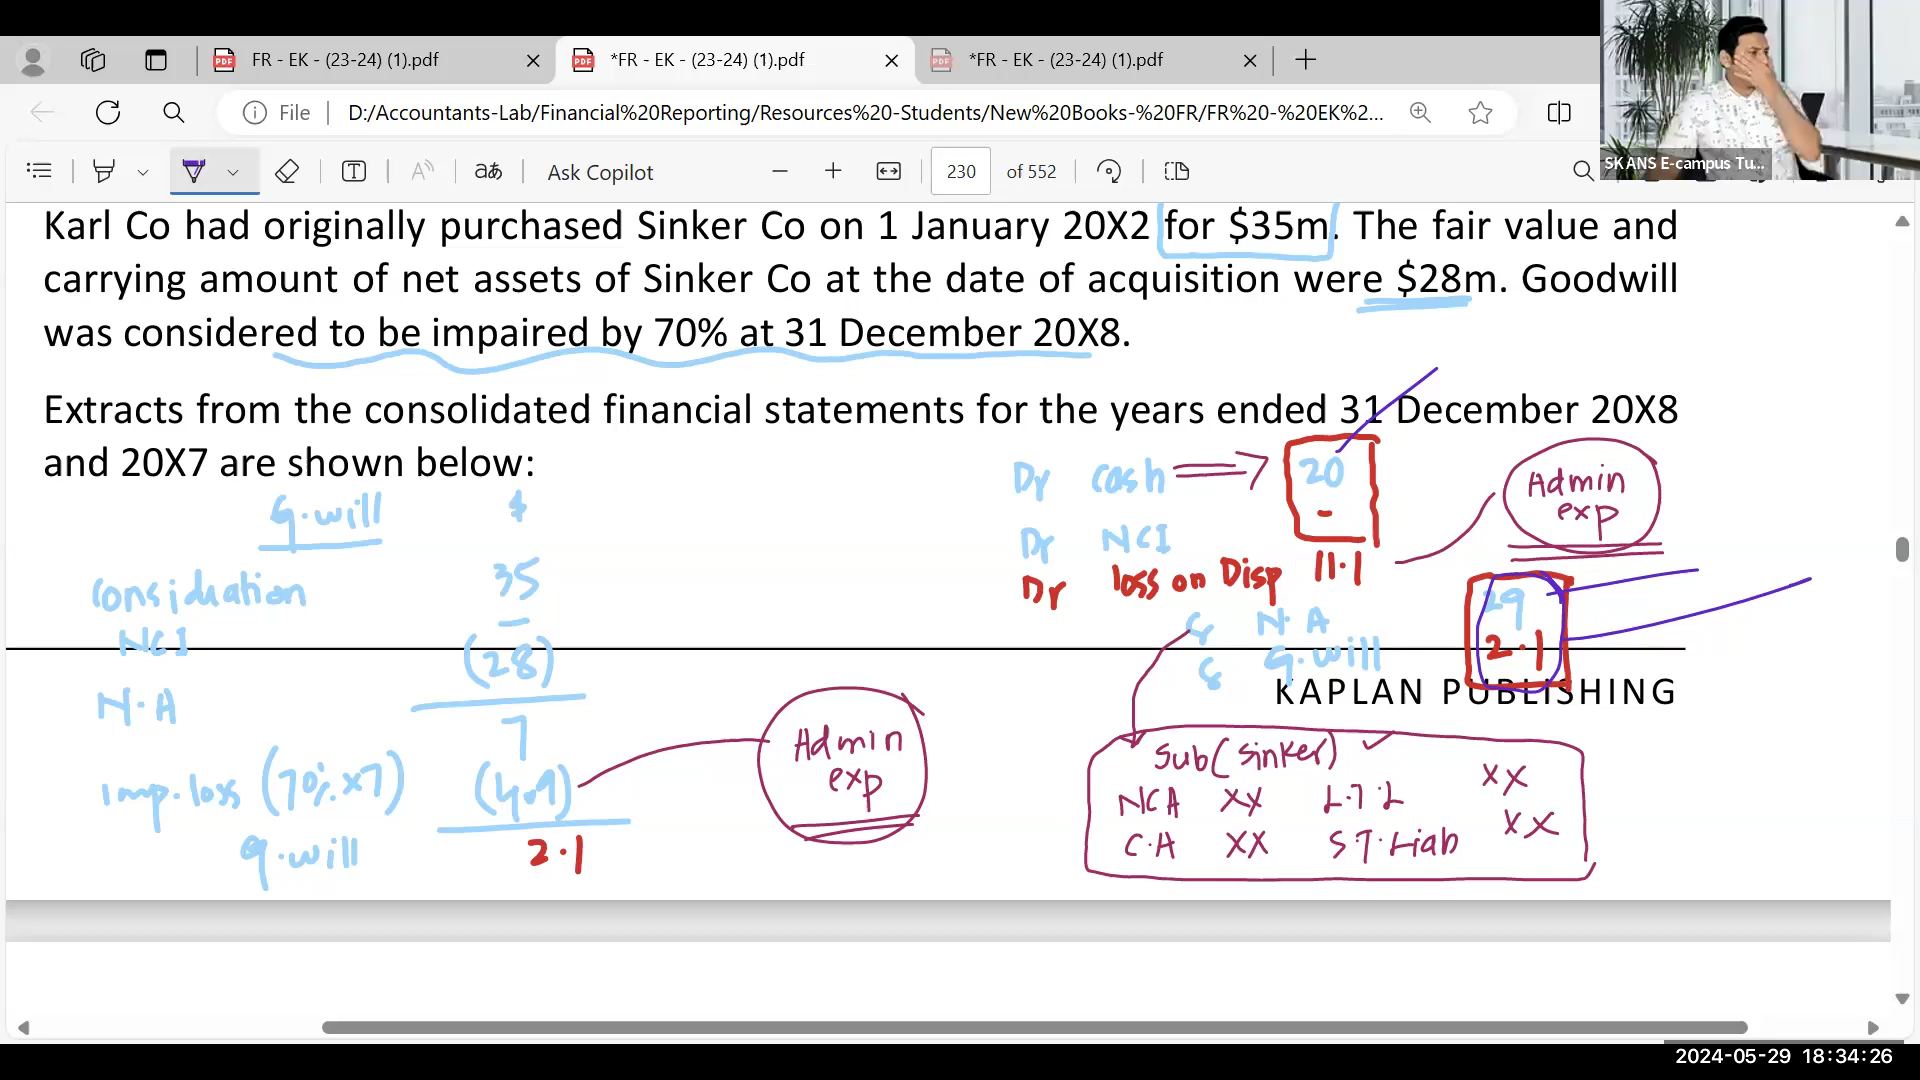 FR - EK - (23-24) (1).pdf
*FR - EK - (23-24) (1).pdf
*FR - EK - (23-24) (1).pdf
File
D:/Accountants-Lab/Financial%20Reporting/Resources%20-Students/New%20Books-%20FR/FR%20-%20EK%2...
Ask Copilot
230
of 552
SKANS E-campus Tu...
Karl Co had originally purchased Sinker Co on 1 January 20X2 for $35m. The fair value and
carrying amount of net assets of Sinker Co at the date of acquisition were $28m. Goodwill
was considered to be impaired by 70% at 31 December 20X8.
Extracts from the consolidated financial statements for the years ended 31 December 20X8
and 20X7 are shown below:
G.will $
Considuation 35
NCI –
N.A (28)
7
Imp.loss (70%x7) (4.9)
g.will 2.1
Admin
exp
Dr cash 20
Dr NCI -
Dr loss on Disp 11.1
Admin
exp
Cr N.A 29
G.will 2.1
KAPLAN PUBLISHING
Sub(Sinker)
NCA XX L.T.L XX
C.A XX S.T.Liab XX
2024-05-29 18:34:26